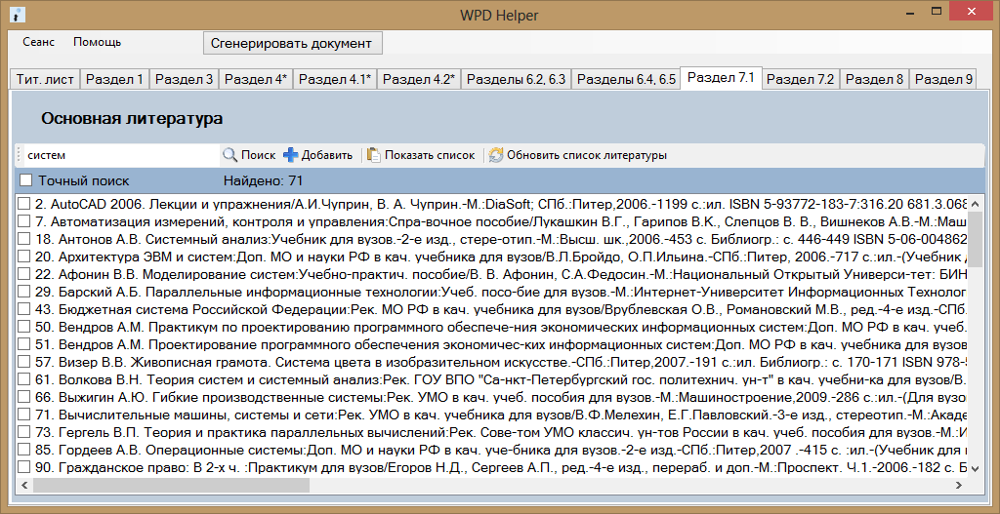 WPD Helper
Сеанс Помощь Сгенерировать документ
Тит. лист Раздел 1 Раздел 3 Раздел 4* Раздел 4.1* Раздел 4.2* Разделы 6.2, 6.3 Разделы 6.4, 6.5 Раздел 7.1 Раздел 7.2 Раздел 8 Раздел 9
Основная литература
систем Поиск Добавить Показать список Обновить список литературы
Точный поиск Найдено: 71
2. AutoCAD 2006. Лекции и упражнения/А.И.Чуприн, В. А. Чуприн.-М.:DiaSoft; СПб.:Питер,2006.-1199 с.:ил. ISBN 5-93772-183-7:316.20 681.3.068
7. Автоматизация измерений, контроля и управления:Спра-вочное пособие/Лукашкин В.Г., Гарипов В.К., Слепцов В. В., Вишнеков А.В.-М.:Маш
18. Антонов А.В. Системный анализ:Учебник для вузов.-2-е изд., стере-отип.-М.:Высш. шк.,2006.-453 с. Библиогр.: с. 446-449 ISBN 5-06-004862
20. Архитектура ЭВМ и систем:Доп. МО и науки РФ в кач. учебника для вузов/В.Л.Бройдо, О.П.Ильина.-СПб.:Питер, 2006.-717 с.:ил.-(Учебник
22. Афонин В.В. Моделирование систем:Учебно-практич. пособие/В. В. Афонин, С.А.Федосин.-М.:Национальный Открытый Универси-тет: БИН
29. Барский А.Б. Параллельные информационные технологии:Учеб. посо-бие для вузов.-М.:Интернет-Университет Информационных Технолог
43. Бюджетная система Российской Федерации:Рек. МО РФ в кач. учебника для вузов/Врублевская О.В., Романовский М.В., ред.-4-е изд.-СПб.
50. Вендров А.М. Практикум по проектированию программного обеспече-ния экономических информационных систем:Доп. МО РФ в кач. учеб.
51. Вендров А.М. Проектирование программного обеспечения экономичес-ких информационных систем:Доп. МО РФ в кач. учебника для вузов
57. Визер В.В. Живописная грамота. Система цвета в изобразительном искусстве.-СПб.:Питер,2007.-191 с.:ил. Библиогр.: с. 170-171 ISBN 978-5
61. Волкова В.Н. Теория систем и системный анализ:Рек. ГОУ ВПО "Са-нкт-Петербургский гос. политехнич. ун-т" в кач. учебни-ка для вузов/В.
66. Выжигин А.Ю. Гибкие производственные системы:Рек. УМО в кач. учеб. пособия для вузов.-М.:Машиностроение,2009.-286 с.:ил.-(Для вузо
71. Вычислительные машины, системы и сети:Рек. УМО в кач. учебника для вузов/В.Ф.Мелехин, Е.Г.Павловский.-3-е изд., стереотип.-М.:Акаде
73. Гергель В.П. Теория и практика параллельных вычислений:Рек. Сове-том УМО классич. ун-тов России в кач. учеб. пособия для вузов.-М.:И
85. Гордеев А.В. Операционные системы:Доп. МО и науки РФ в кач. уче-бника для вузов.-2-е изд.-СПб.:Питер,2007 .-415 с. :ил.-(Учебник для
90. Гражданское право: В 2-х ч. :Практикум для вузов/Егоров Н.Д., Сергеев А.П., ред.-4-е изд., перераб. и доп.-М.:Проспект. Ч.1.-2006.-182 с. Б